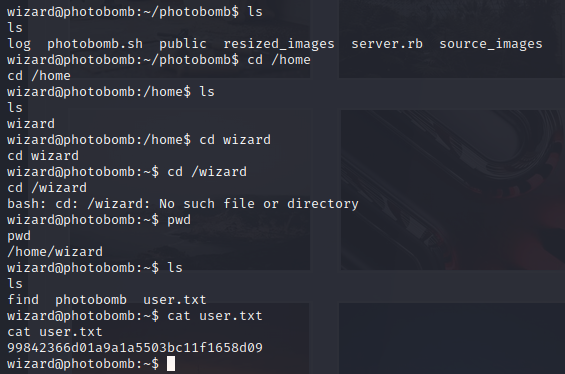 wizard@photobomb:~/photobomb$ ls
ls
log  photobomb.sh  public  resized_images  server.rb  source_images
wizard@photobomb:~/photobomb$ cd /home
cd /home
wizard@photobomb:/home$ ls
ls
wizard
wizard@photobomb:/home$ cd wizard
cd wizard
wizard@photobomb:~$ cd /wizard
cd /wizard
bash: cd: /wizard: No such file or directory
wizard@photobomb:~$ pwd
pwd
/home/wizard
wizard@photobomb:~$ ls
ls
find  photobomb  user.txt
wizard@photobomb:~$ cat user.txt
cat user.txt
99842366d01a9a1a5503bc11f1658d09
wizard@photobomb:~$